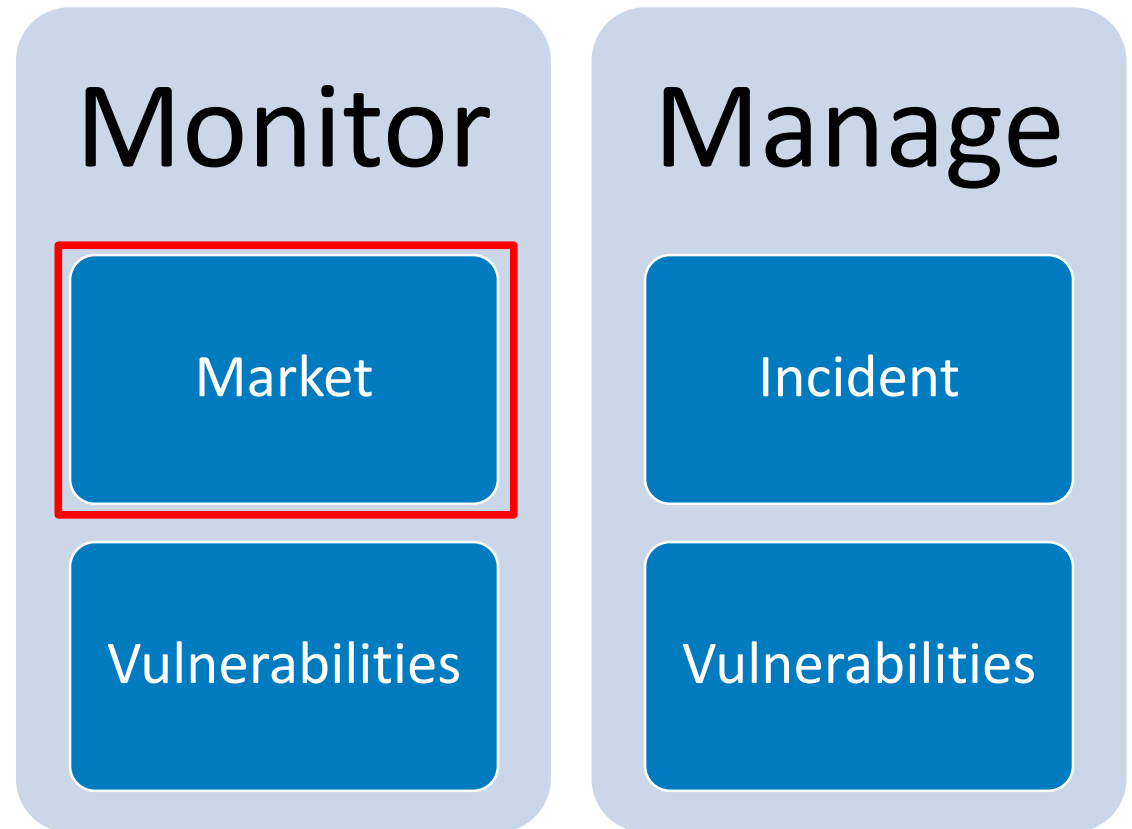 Monitor
Market
Vulnerabilities
Manage
Incident
Vulnerabilities